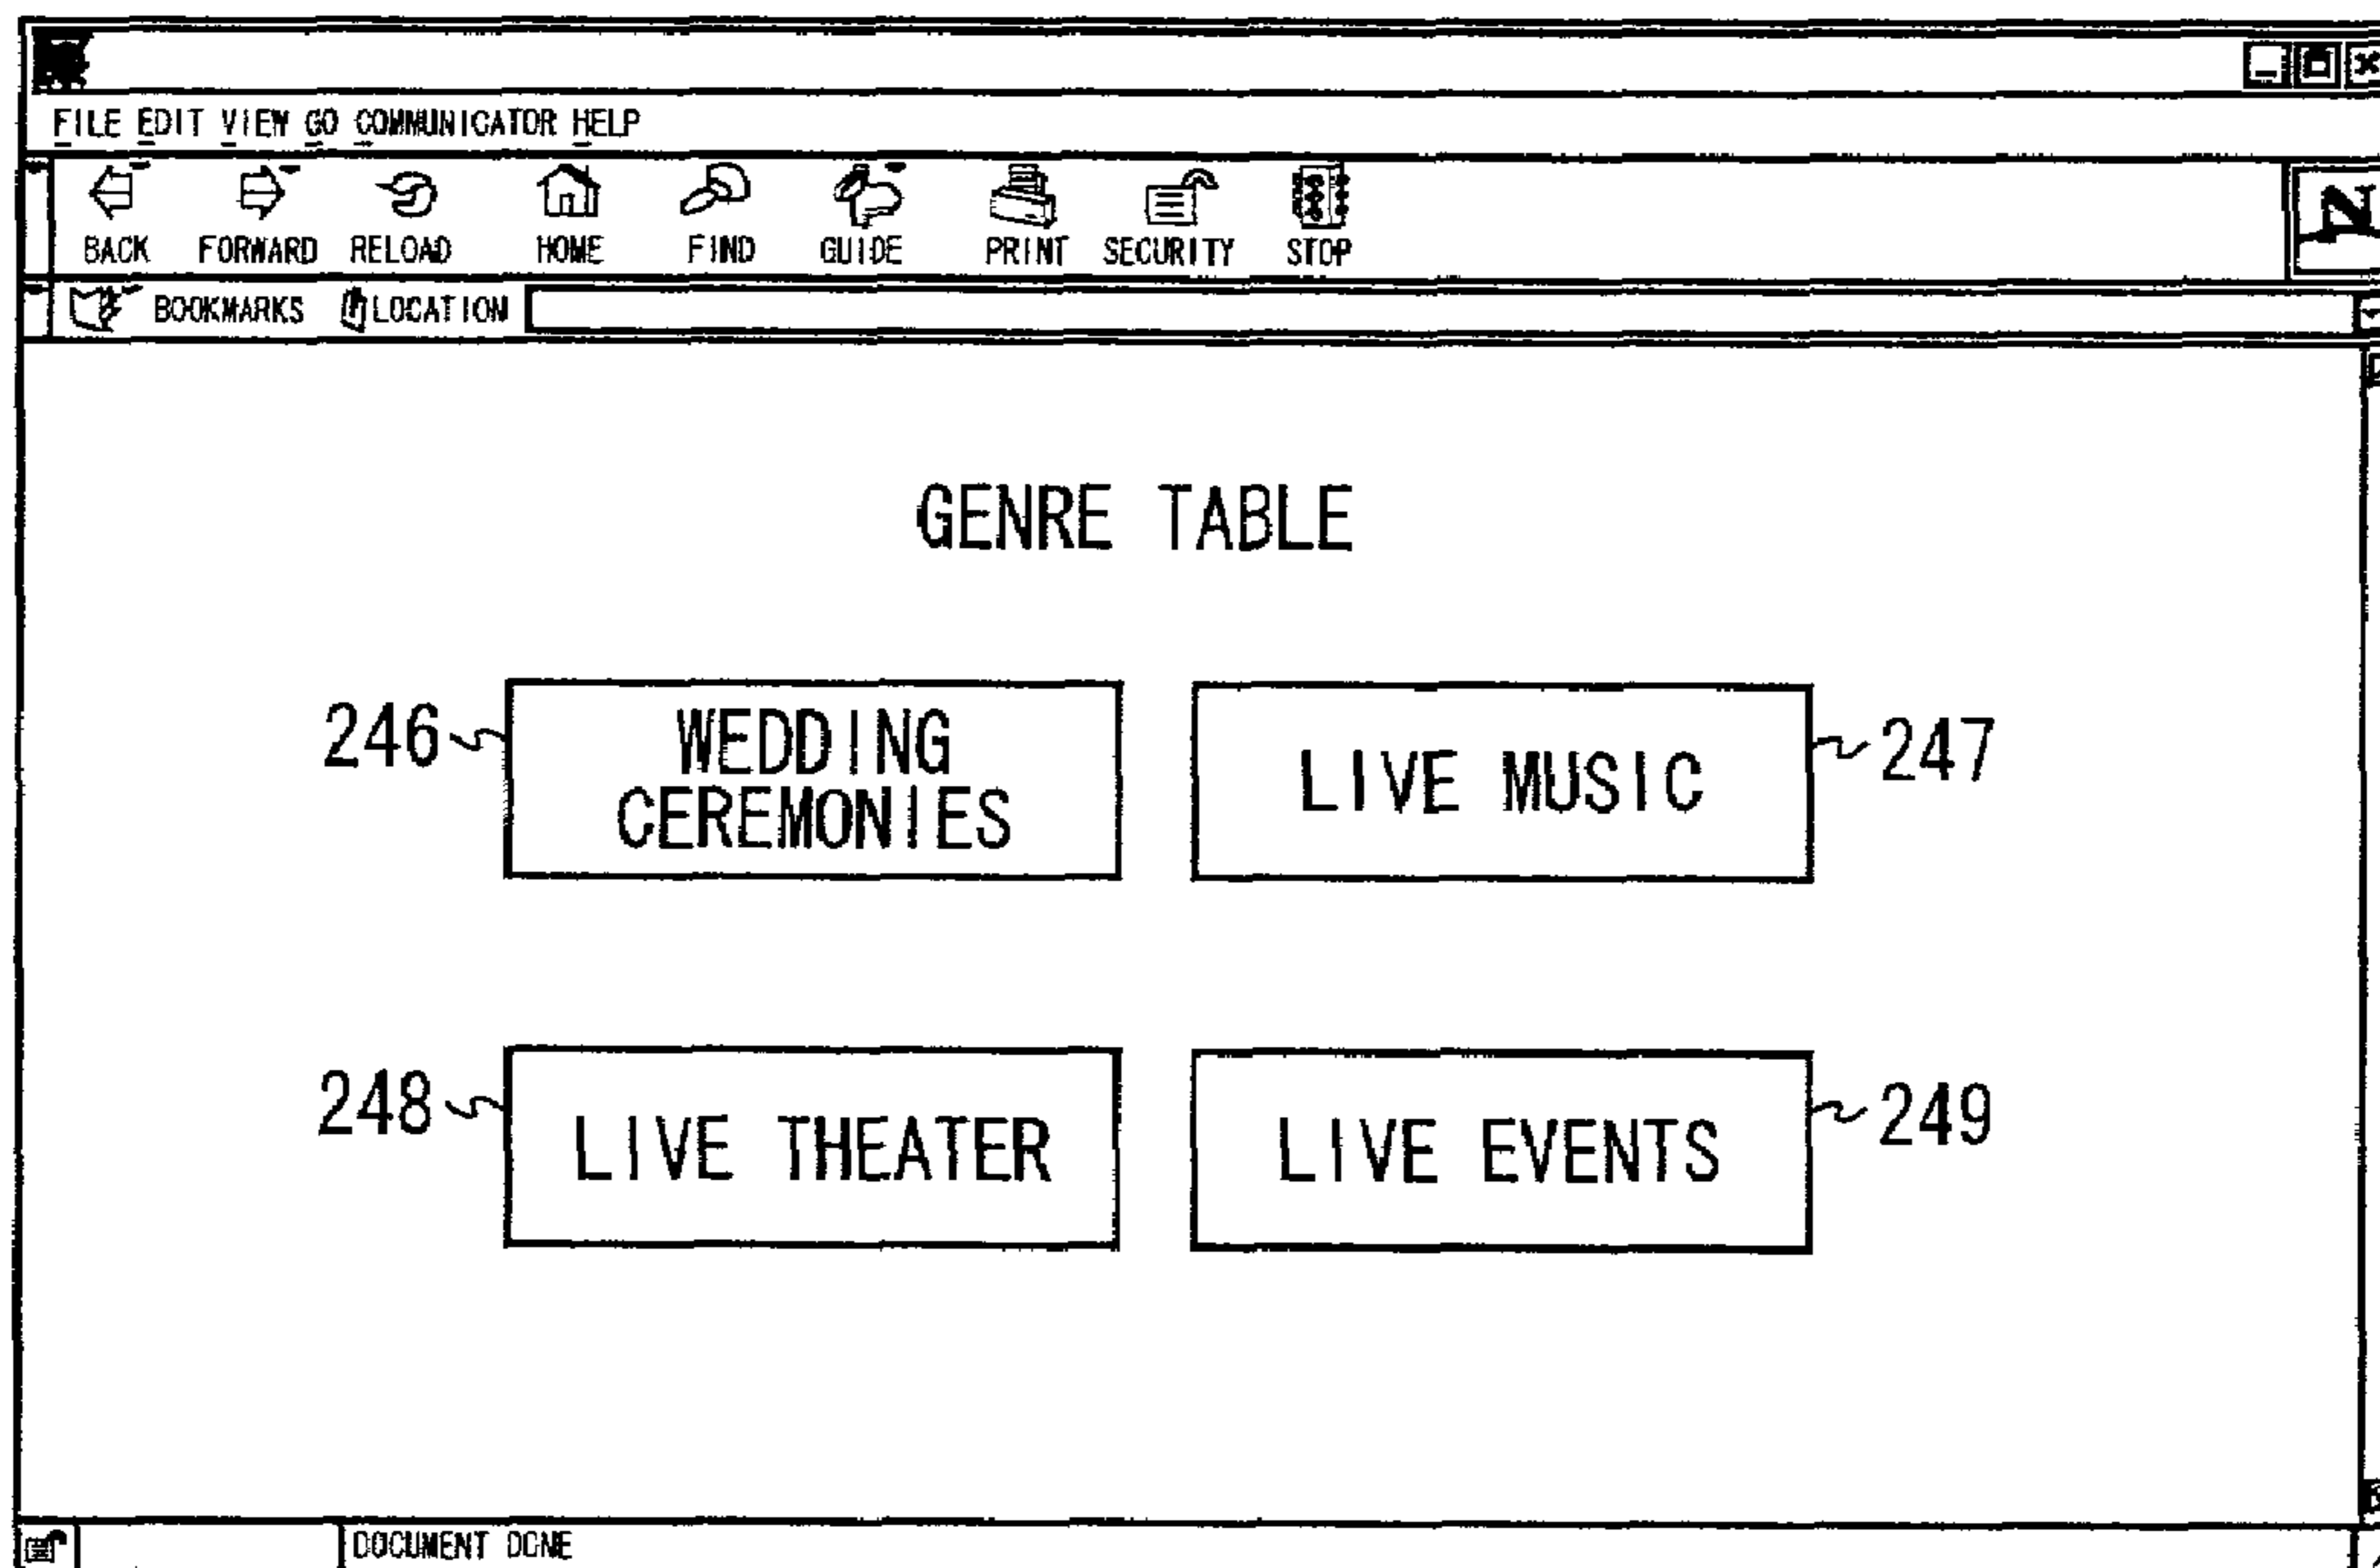 FILE EDIT VIEW GO COMMUNICATOR HELP
BACK FORWARD RELOAD HOME FIND GUIDE PRINT SECURITY STOP
N
BOOKMARKS LOCATION
GENRE TABLE
246 WEDDING
CEREMONIES
LIVE MUSIC 247
248 LIVE THEATER
LIVE EVENTS 249
DOCUMENT DONE